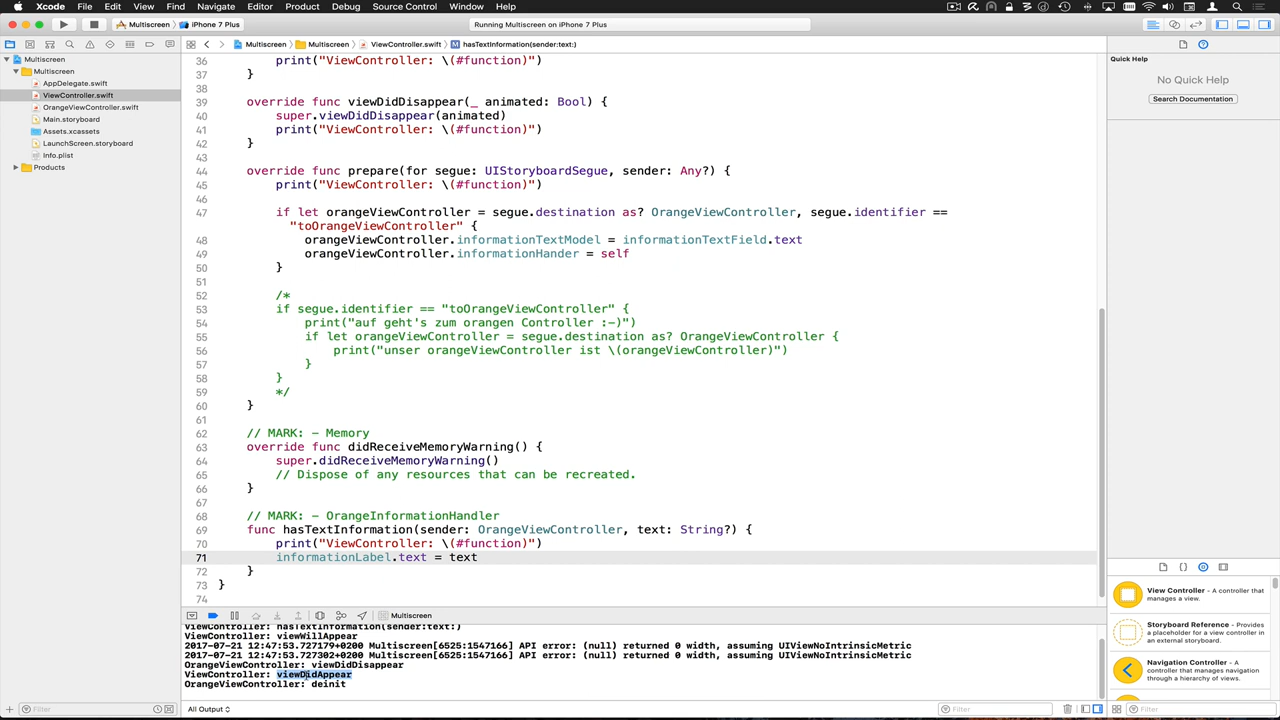 Xcode File Edit View Find Navigate Editor Product Debug Source Control Window Help
Multiscreen iPhone 7 Plus Running Multiscreen on iPhone 7 Plus
Multiscreen Multiscreen ViewController.swift M hasTextInformation(sender:text:)
Multiscreen
Multiscreen
AppDelegate.swift
ViewController.swift
OrangeViewController.swift
Main.storyboard
Assets.xcassets
LaunchScreen.storyboard
Info.plist
Products
36 print("ViewController: \(#function)")
37 }
38
39 override func viewDidDisappear(_ animated: Bool) {
40 super.viewDidDisappear(animated)
41 print("ViewController: \(#function)")
42 }
43
44 override func prepare(for segue: UIStoryboardSegue, sender: Any?) {
45 print("ViewController: \(#function)")
46
47 if let orangeViewController = segue.destination as? OrangeViewController, segue.identifier ==
"toOrangeViewController" {
48 orangeViewController.informationTextModel = informationTextField.text
49 orangeViewController.informationHander = self
50 }
51
52 /*
53 if segue.identifier == "toOrangeViewController" {
54 print("auf geht's zum orangen Controller :-)")
55 if let orangeViewController = segue.destination as? OrangeViewController {
56 print("unser orangeViewController ist \(orangeViewController)")
57 }
58 }
59 */
60 }
61
62 // MARK: - Memory
63 override func didReceiveMemoryWarning() {
64 super.didReceiveMemoryWarning()
65 // Dispose of any resources that can be recreated.
66 }
67
68 // MARK: - OrangeInformationHandler
69 func hasTextInformation(sender: OrangeViewController, text: String?) {
70 print("ViewController: \(#function)")
71 informationLabel.text = text
72 }
73 }
74
Multiscreen
ViewController: hasTextInformation(sender:text:)
ViewController: viewWillAppear
2017-07-21 12:47:53.727179+0200 Multiscreen[6525:1547166] API error: (null) returned 0 width, assuming UIViewNoIntrinsicMetric
2017-07-21 12:47:53.727302+0200 Multiscreen[6525:1547166] API error: (null) returned 0 width, assuming UIViewNoIntrinsicMetric
OrangeViewController: viewDidDisappear
ViewController: viewDidAppear
OrangeViewController: deinit
Filter
All Output
Filter
Filter
Quick Help
No Quick Help
Search Documentation
View Controller - A controller that
manages a view.
Storyboard Reference - Provides
a placeholder for a view controller in
an external storyboard.
Navigation Controller - A
controller that manages navigation
through a hierarchy of views.